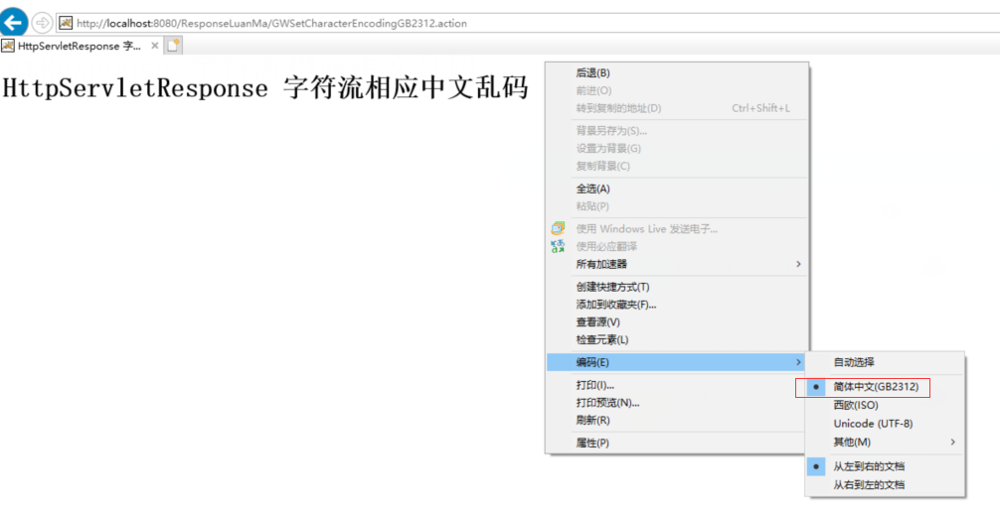 http://localhost:8080/ResponseLuanMa/GWSetCharacterEncodingGB2312.action
HttpServletResponse 字...
HttpServletResponse 字符流相应中文乱码
后退(B)
前进(O)
转到复制的地址(D) Ctrl+Shift+L
背景另存为(S)...
设置为背景(G)
复制背景(C)
全选(A)
粘贴(P)
使用 Windows Live 发送电子...
使用必应翻译
所有加速器
创建快捷方式(T)
添加到收藏夹(F)...
查看源(V)
检查元素(L)
编码(E)
打印(I)...
打印预览(N)...
刷新(R)
属性(P)
自动选择
简体中文(GB2312)
西欧(ISO)
Unicode (UTF-8)
其他(M)
从左到右的文档
从右到左的文档